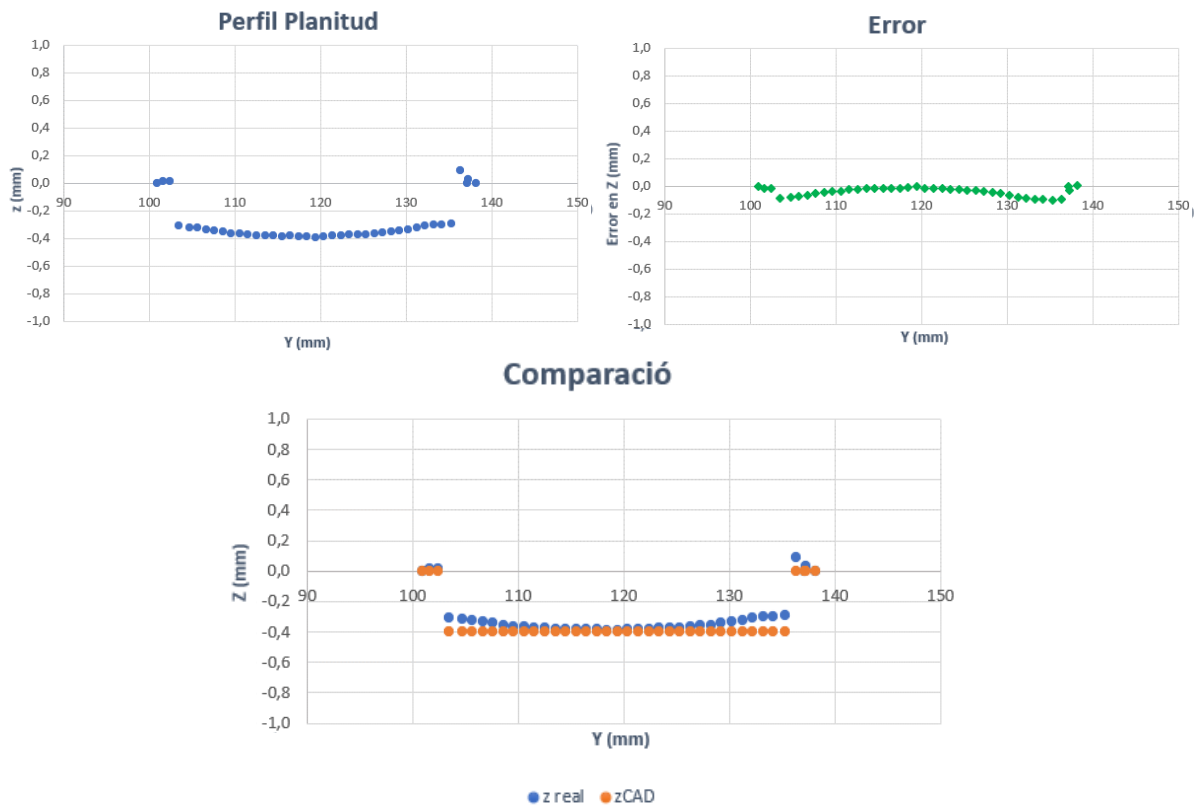 Perfil Planitud
1,0
0,8
0,6
0,4
0,2
0,0
-0,2
-0,4
-0,6
-0,8
-1,0
90 100 110 120 130 140 150
z (mm)
Y (mm)
Error
1,0
0,8
0,6
0,4
0,2
0,0
-0,2
-0,4
-0,6
-0,8
-1,0
90 100 110 120 130 140 150
Error en Z (mm)
Y (mm)
Comparació
1,0
0,8
0,6
0,4
0,2
0,0
-0,2
-0,4
-0,6
-0,8
-1,0
90 100 110 120 130 140 150
Z (mm)
Y (mm)
z real zCAD